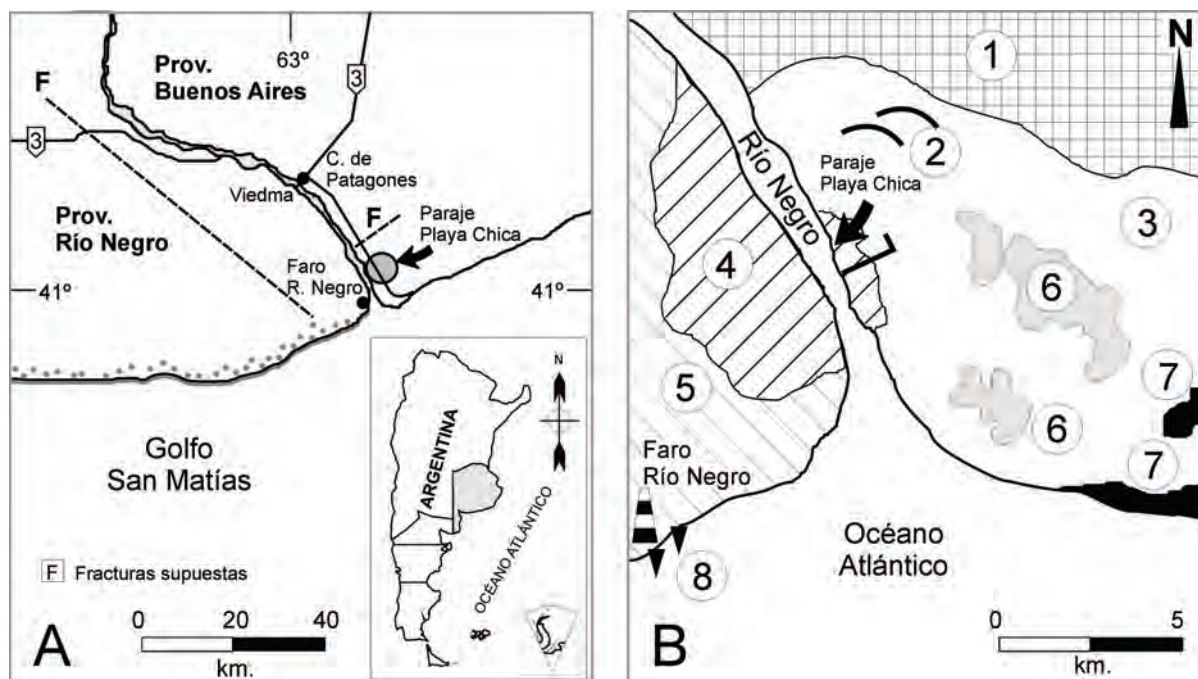 63º
Prov.
Buenos Aires
3
F
3
C. de
Patagones
Viedma
F
Paraje
Playa Chica
Prov.
Río Negro
Faro
R. Negro
41º
41º
Golfo
San Matías
F Fracturas supuestas
0 20 40
km.
A
N
ARGENTINA
OCÉANO ATLÁNTICO
1
N
2
Río Negro
Paraje
Playa Chica
3
4
6
5
7
6
7
Faro
Río Negro
Océano
Atlántico
8
0 5
km.
B